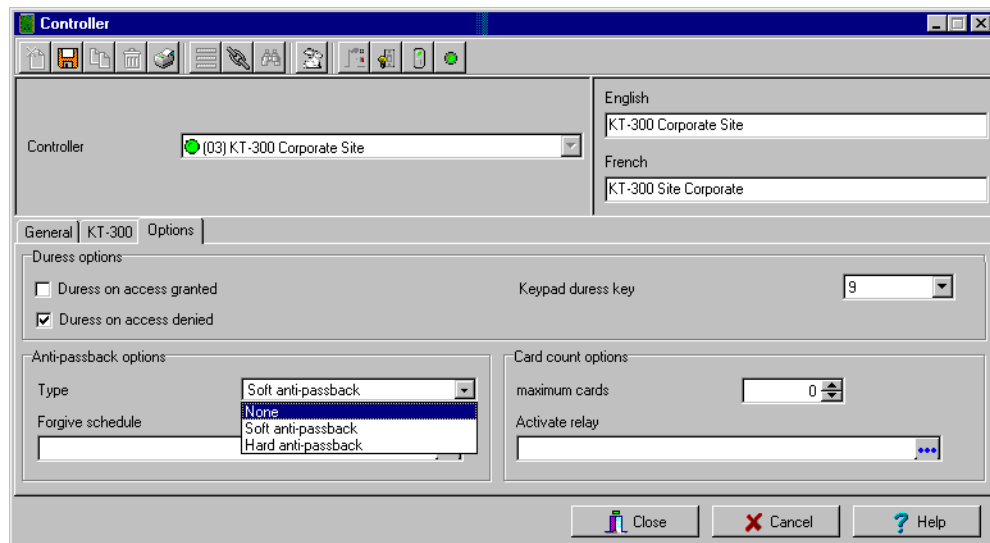 Controller
English
KT-300 Corporate Site
Controller
(03) KT-300 Corporate Site
French
KT-300 Site Corporate
General
KT-300
Options
Duress options
Duress on access granted
Keypad duress key
9
Duress on access denied
Anti-passback options
Type
Soft anti-passback
None
Soft anti-passback
Hard anti-passback
Forgive schedule
Card count options
maximum cards
0
Activate relay
Close
Cancel
Help